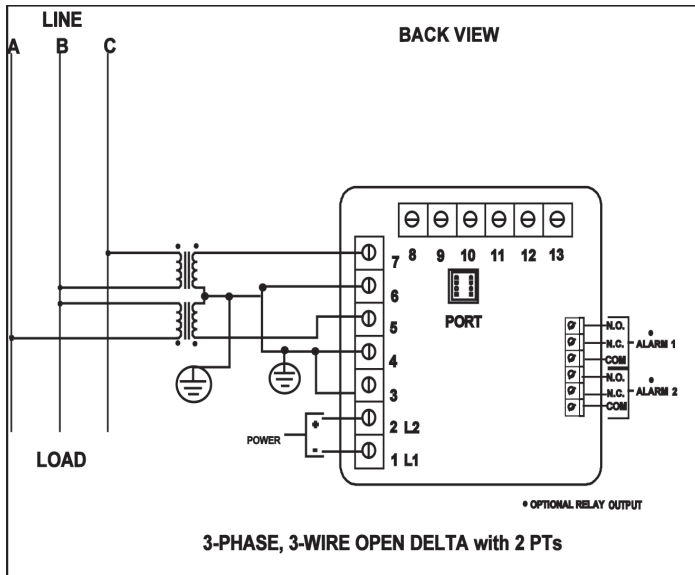 LINE
A B C
BACK VIEW
8 9 10 11 12 13
7
6
5
4
3
2 L2
1 L1
PORT
N.O.
N.C.
COM
• ALARM 1
N.O.
N.C.
COM
• ALARM 2
POWER
+
-
LOAD
• OPTIONAL RELAY OUTPUT
3-PHASE, 3-WIRE OPEN DELTA with 2 PTs